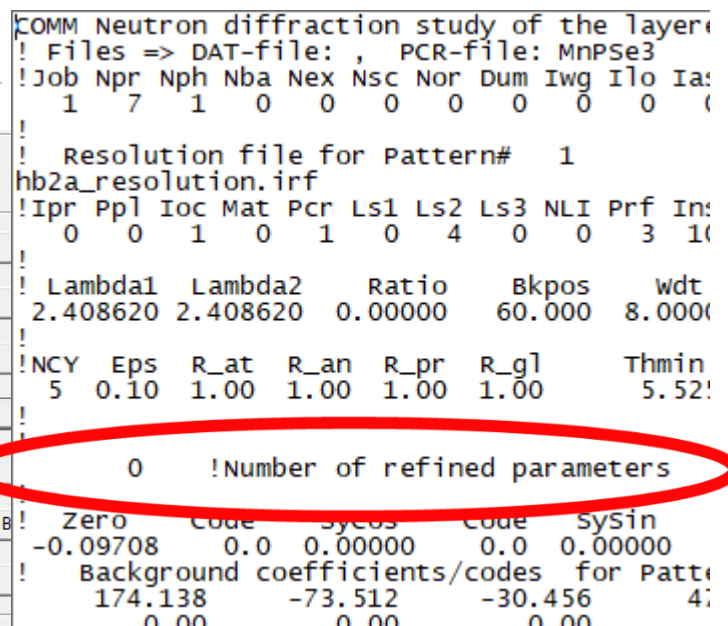 COMM Neutron diffraction study of the layere
! Files => DAT-file: , PCR-file: MnPSe3
!Job Npr Nph Nba Nex Nsc Nor Dum Iwg Ilo Ias
1 7 1 0 0 0 0 0 0 0 0
!
! Resolution file for Pattern# 1
hb2a_resolution.irf
!Ipr Ppl Ioc Mat Pcr Ls1 Ls2 Ls3 NLI Prf Ins
0 0 1 0 1 0 4 0 0 3 10
!
! Lambda1 Lambda2 Ratio Bkpos Wdt
2.408620 2.408620 0.00000 60.000 8.0000
!
!NCY Eps R_at R_an R_pr R_gl Thmin
5 0.10 1.00 1.00 1.00 1.00 5.525
!
!
0 !Number of refined parameters
!
B! Zero Code SyCos Code SySin
-0.09708 0.0 0.00000 0.0 0.00000
! Background coefficients/codes for Patte
174.138 -73.512 -30.456 47
0.00 0.00 0.00